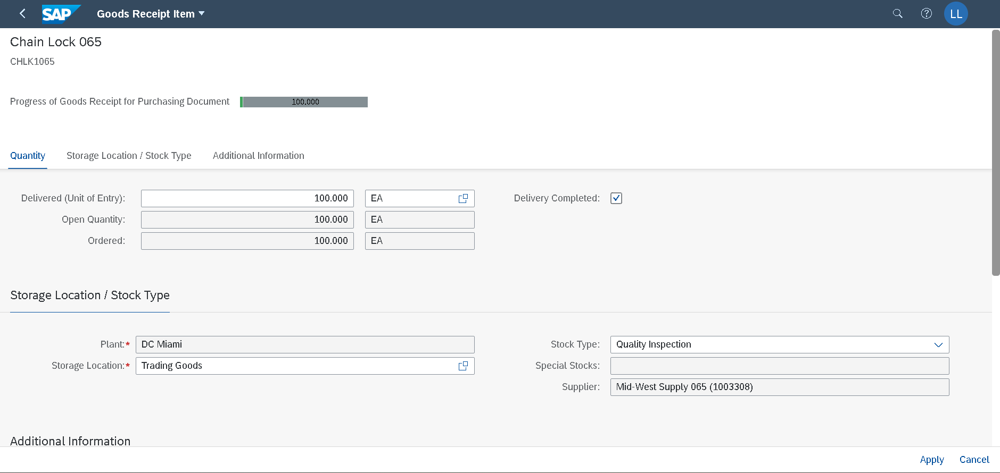 SAP Goods Receipt Item LL
Chain Lock 065
CHLK1065
Progress of Goods Receipt for Purchasing Document 100.000
Quantity Storage Location / Stock Type Additional Information
Delivered (Unit of Entry): 100.000 EA Delivery Completed:
Open Quantity: 100.000 EA
Ordered: 100.000 EA
Storage Location / Stock Type
Plant:* DC Miami Stock Type: Quality Inspection
Storage Location:* Trading Goods Special Stocks:
Supplier: Mid-West Supply 065 (1003308)
Additional Information
Apply Cancel